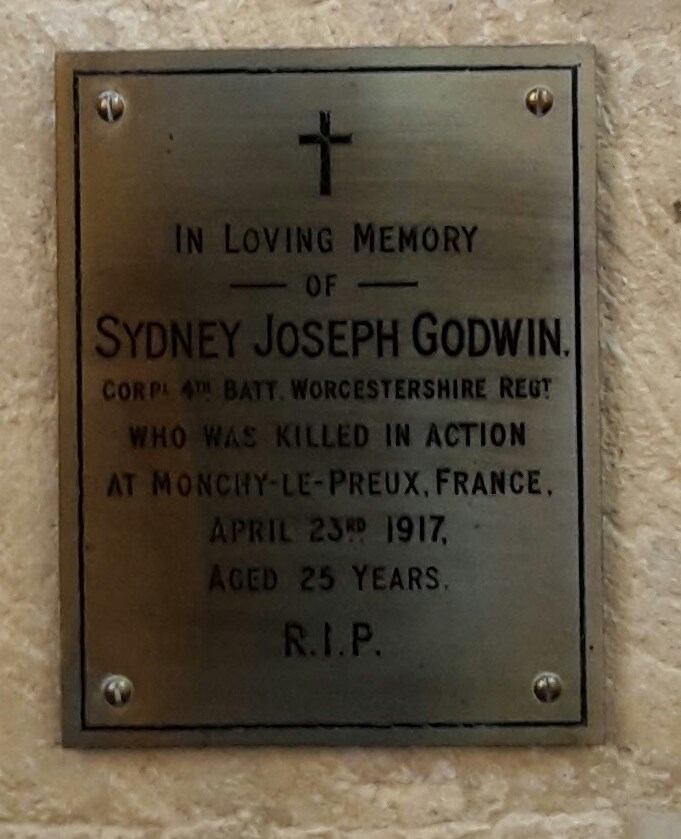 IN LOVING MEMORY
— OF —
SYDNEY JOSEPH GODWIN.
CORPL 4TH BATT. WORCESTERSHIRE REGT
WHO WAS KILLED IN ACTION
AT MONCHY-LE-PREUX, FRANCE,
APRIL 23RD 1917,
AGED 25 YEARS.
R.I.P.